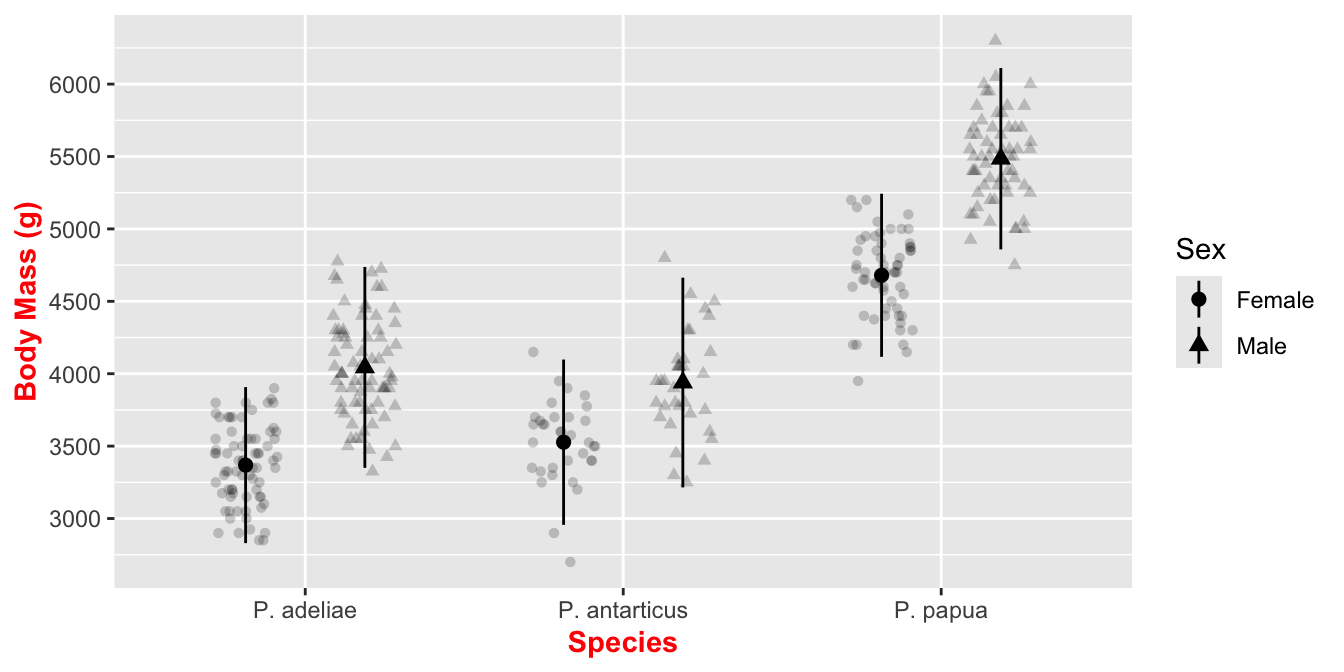 Body Mass (g)
6000
5500
5000
4500
4000
3500
3000
P. adeliae
P. antarticus
P. papua
Species
Sex
Female
Male